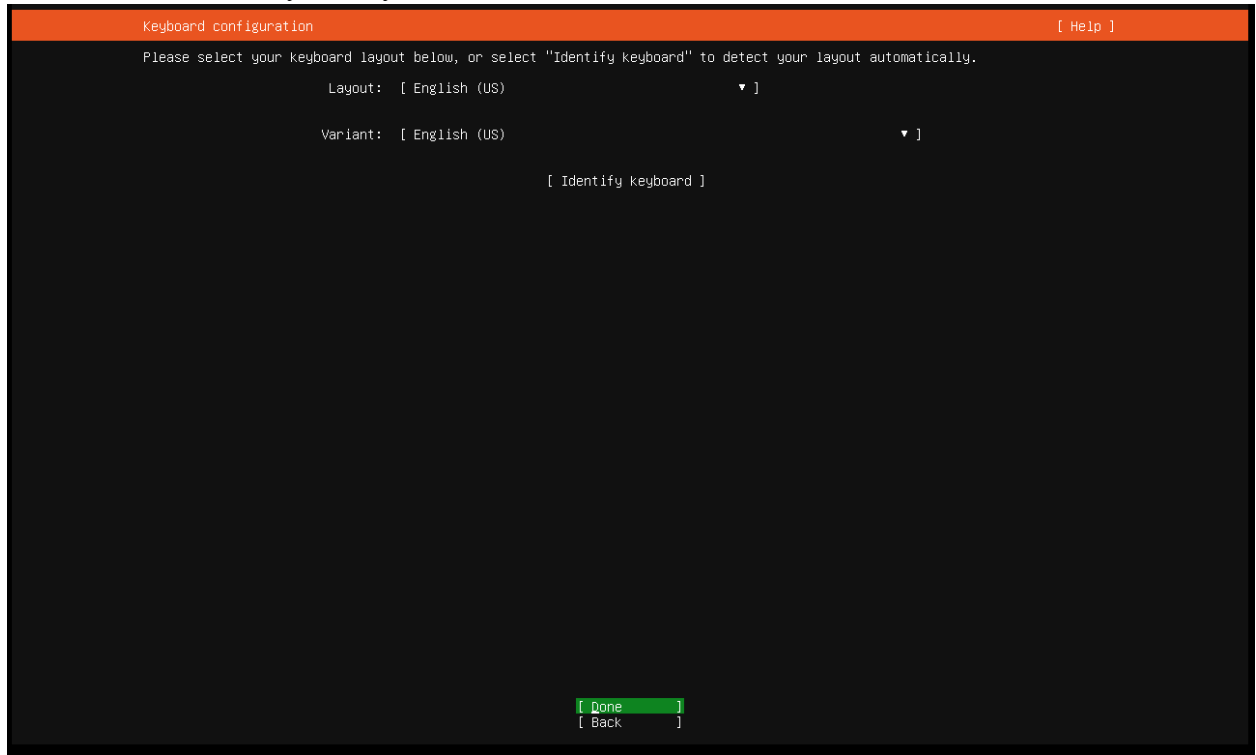 Keyboard configuration [ Help ]
Please select your keyboard layout below, or select "Identify keyboard" to detect your layout automatically.
Layout: [ English (US) ▾ ]
Variant: [ English (US) ▾ ]
[ Identify keyboard ]
[ Done ]
[ Back ]